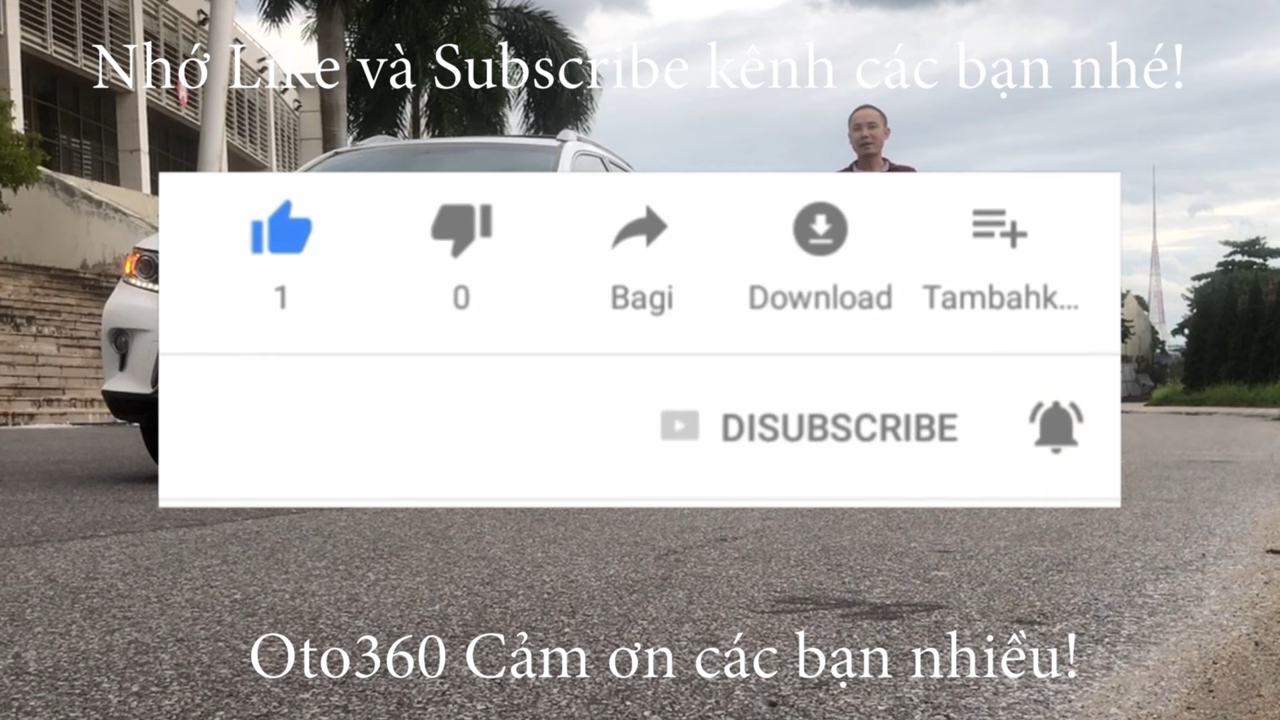 Nhớ Like và Subscribe kênh các bạn nhé!
1 0 Bagi Download Tambahk...
DISUBSCRIBE
Oto360 Cảm ơn các bạn nhiều!